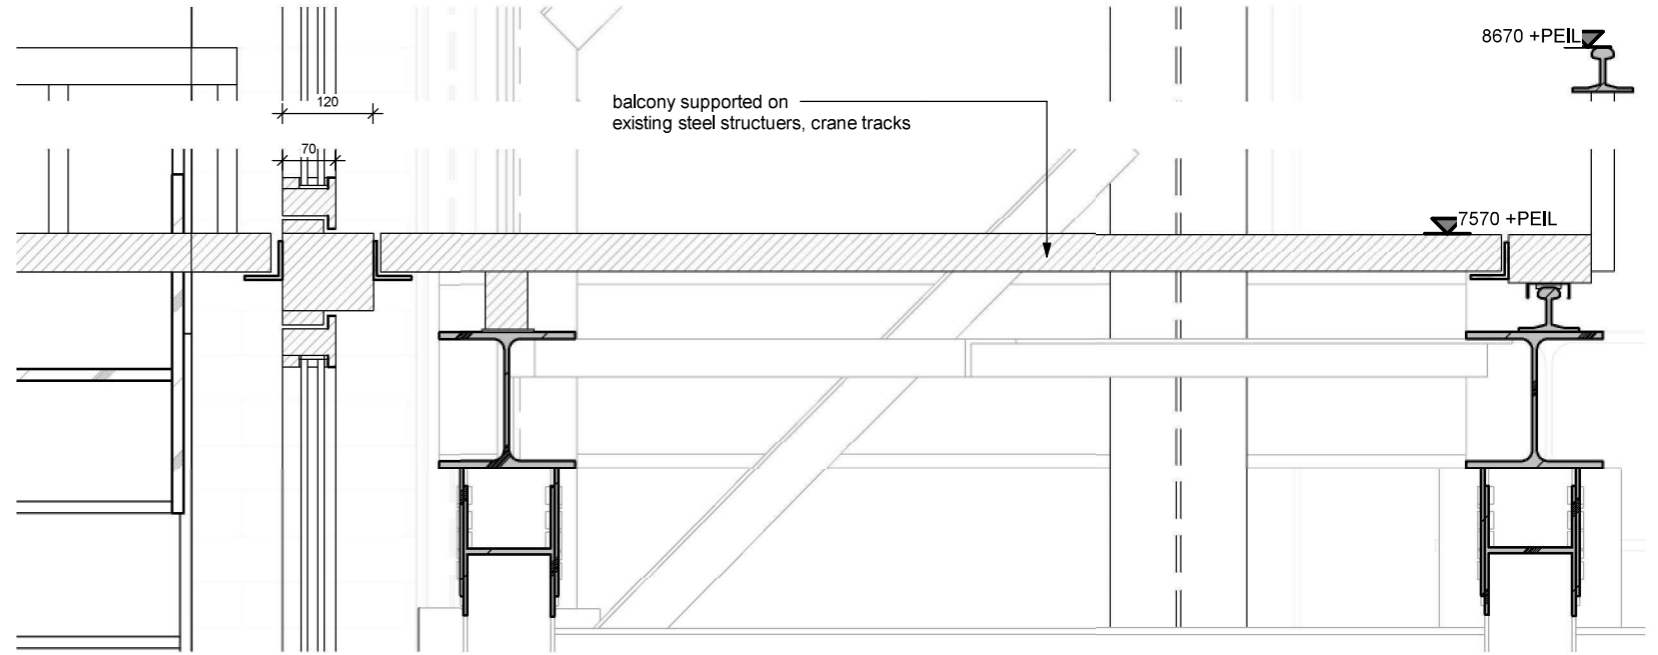 8670 +PEIL
120
balcony supported on
existing steel structuers, crane tracks
70
7570 +PEIL